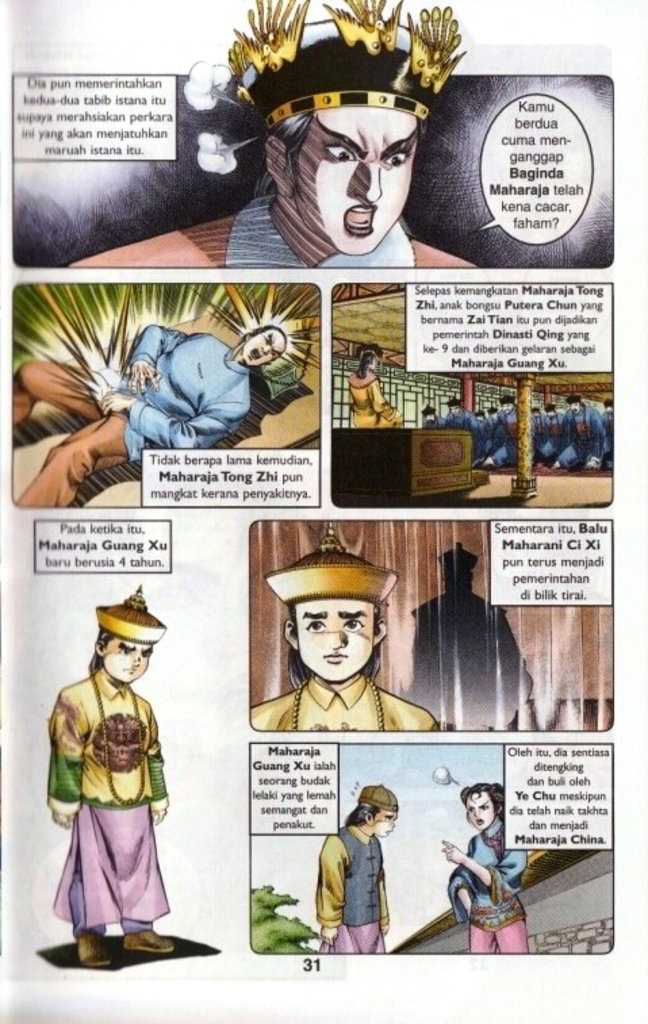 Dia pun memerintahkan
kedua-dua tabib istana itu
supaya merahsiakan perkara
ini yang akan menjatuhkan
maruah istana itu.
Kamu
berdua
cuma men-
ganggap
Baginda
Maharaja telah
kena cacar,
faham?
Tidak berapa lama kemudian,
Maharaja Tong Zhi pun
mangkat kerana penyakitnya.
Selepas kemangkatan Maharaja Tong
Zhi, anak bongsu Putera Chun yang
bernama Zai Tian itu pun dijadikan
pemerintah Dinasti Qing yang
ke- 9 dan diberikan gelaran sebagai
Maharaja Guang Xu.
Pada ketika itu,
Maharaja Guang Xu
baru berusia 4 tahun.
Sementara itu, Balu
Maharani Ci Xi
pun terus menjadi
pemerintahan
di bilik tirai.
Maharaja
Guang Xu ialah
seorang budak
lelaki yang lemah
semangat dan
penakut.
Oleh itu, dia sentiasa
ditengking
dan buli oleh
Ye Chu meskipun
dia telah naik takhta
dan menjadi
Maharaja China.
31